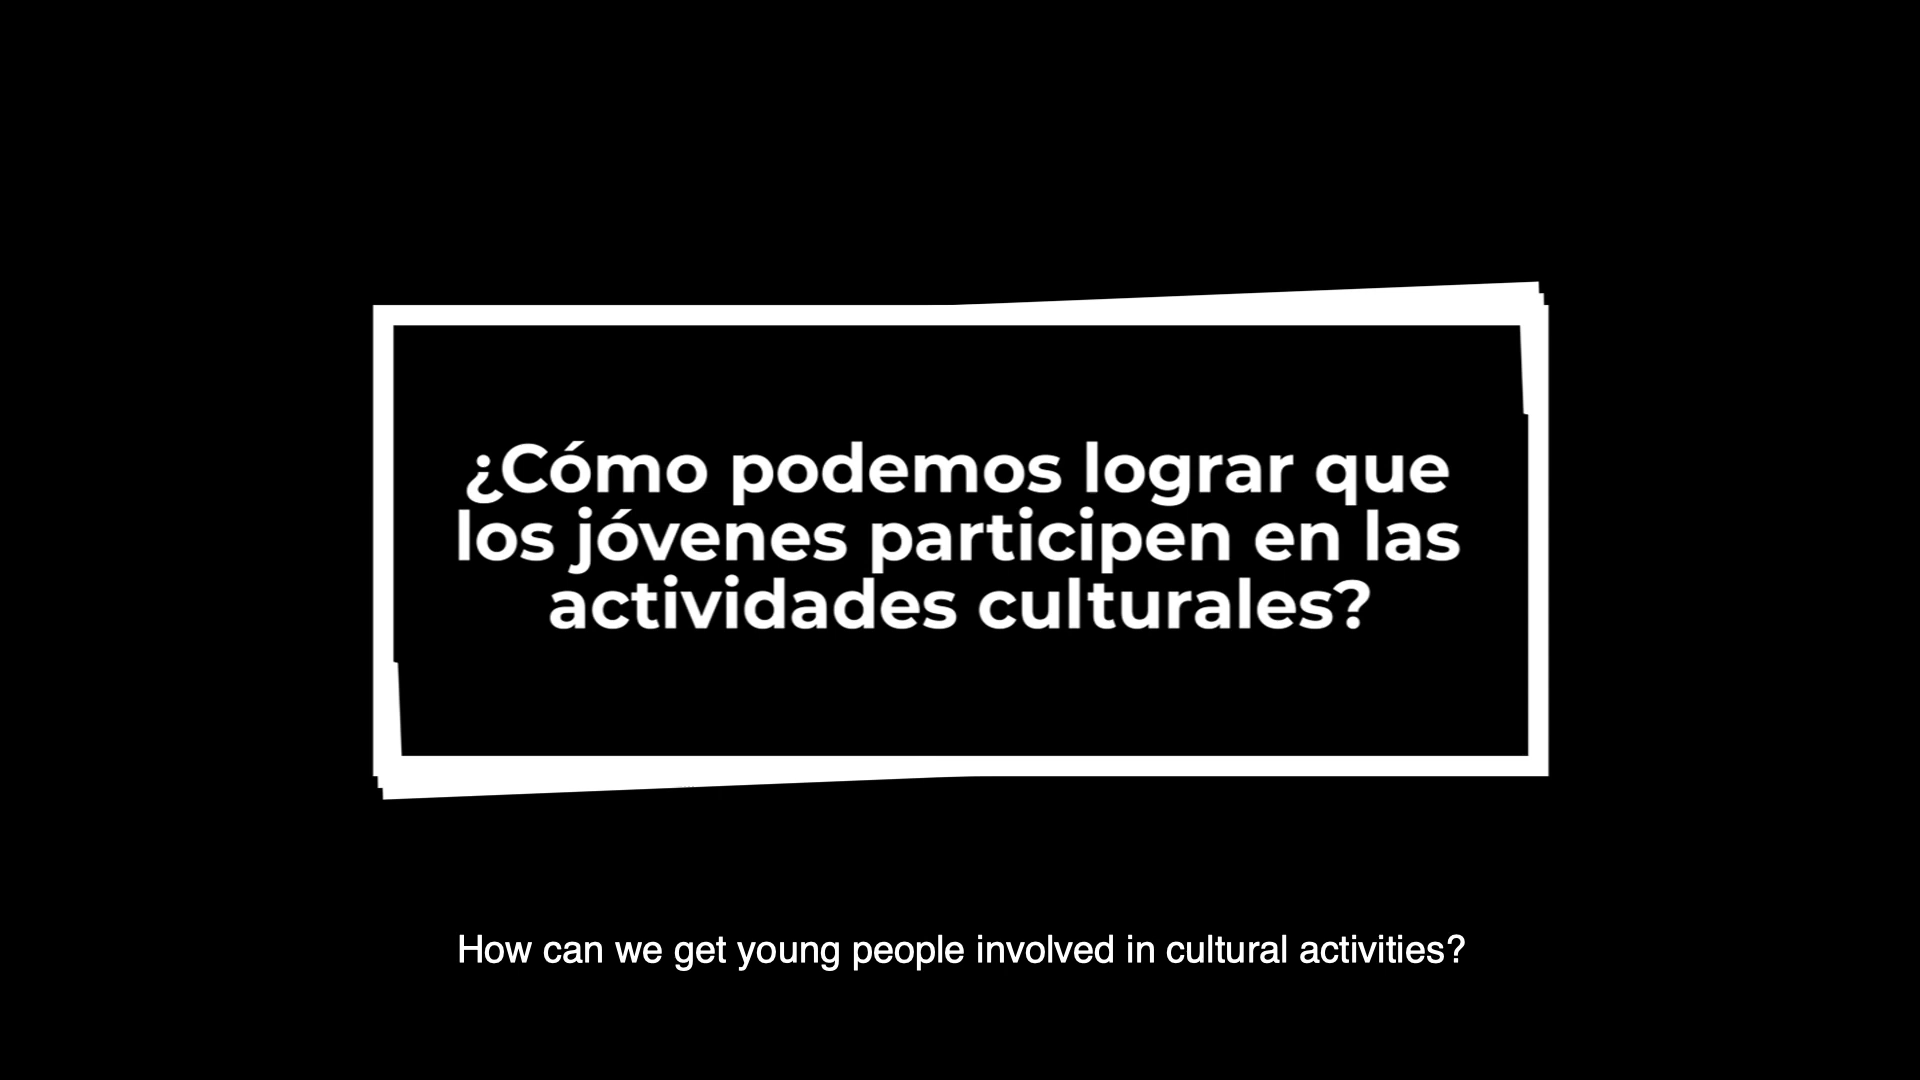 ¿Cómo podemos lograr que
los jóvenes participen en las
actividades culturales?
How can we get young people involved in cultural activities?